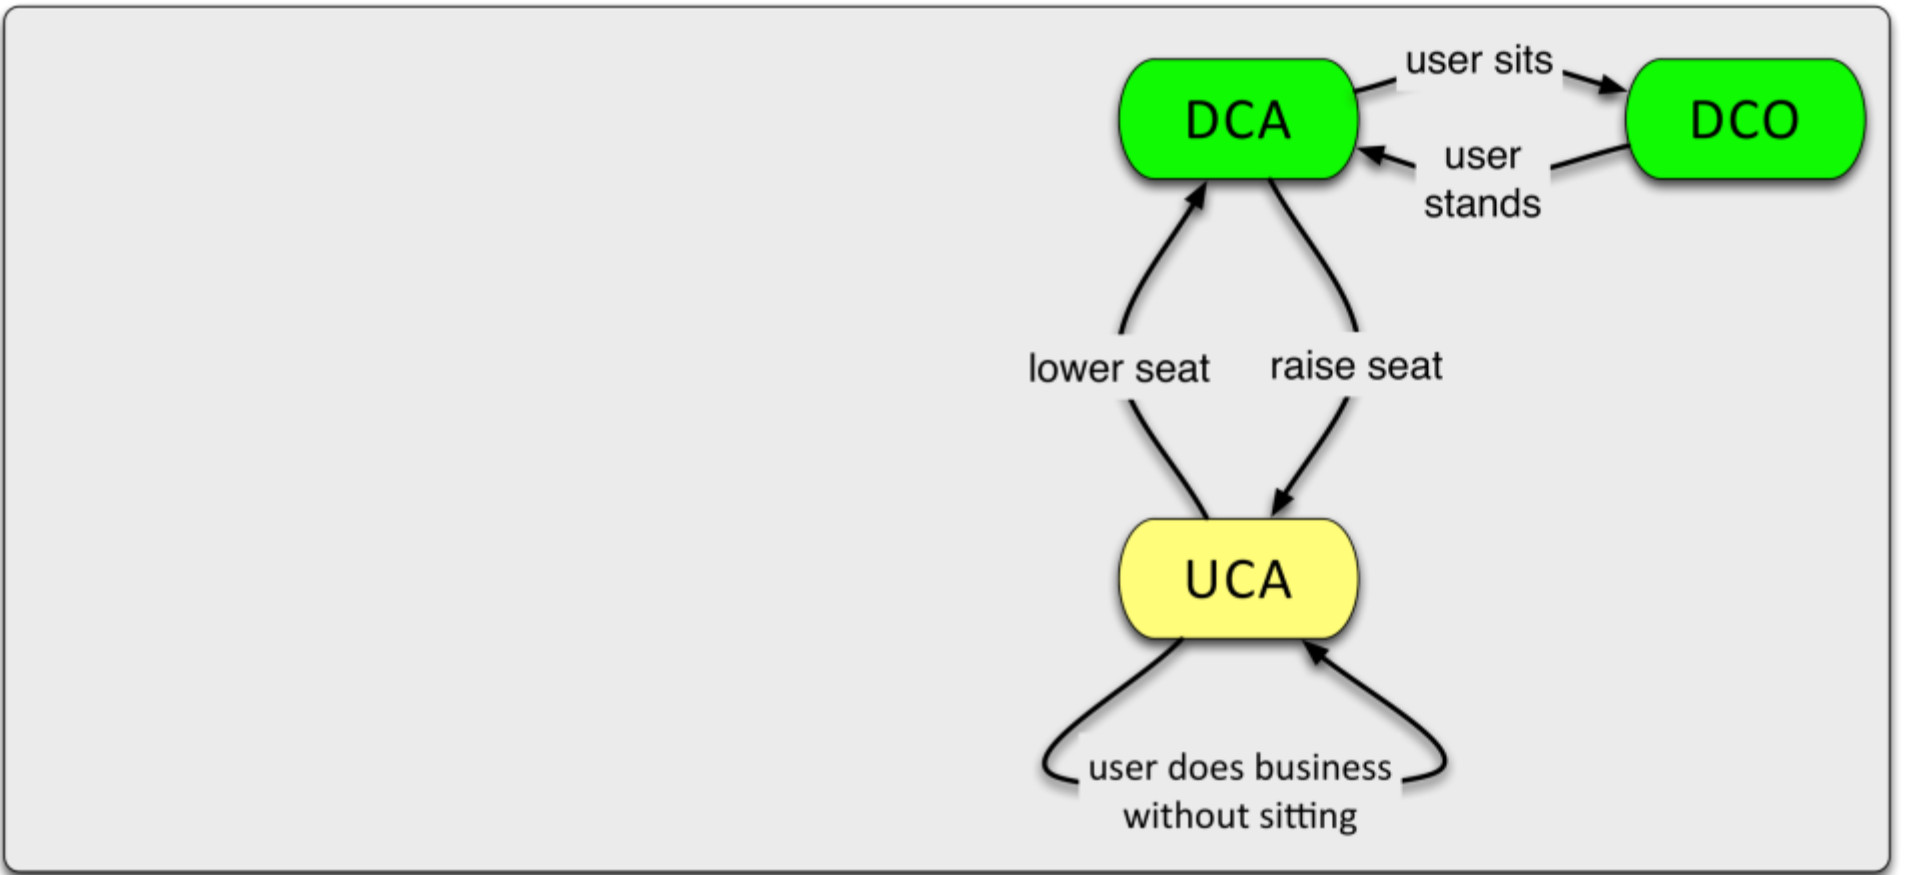 user sits
DCA
DCO
user
stands
lower seat
raise seat
UCA
user does business
without sitting